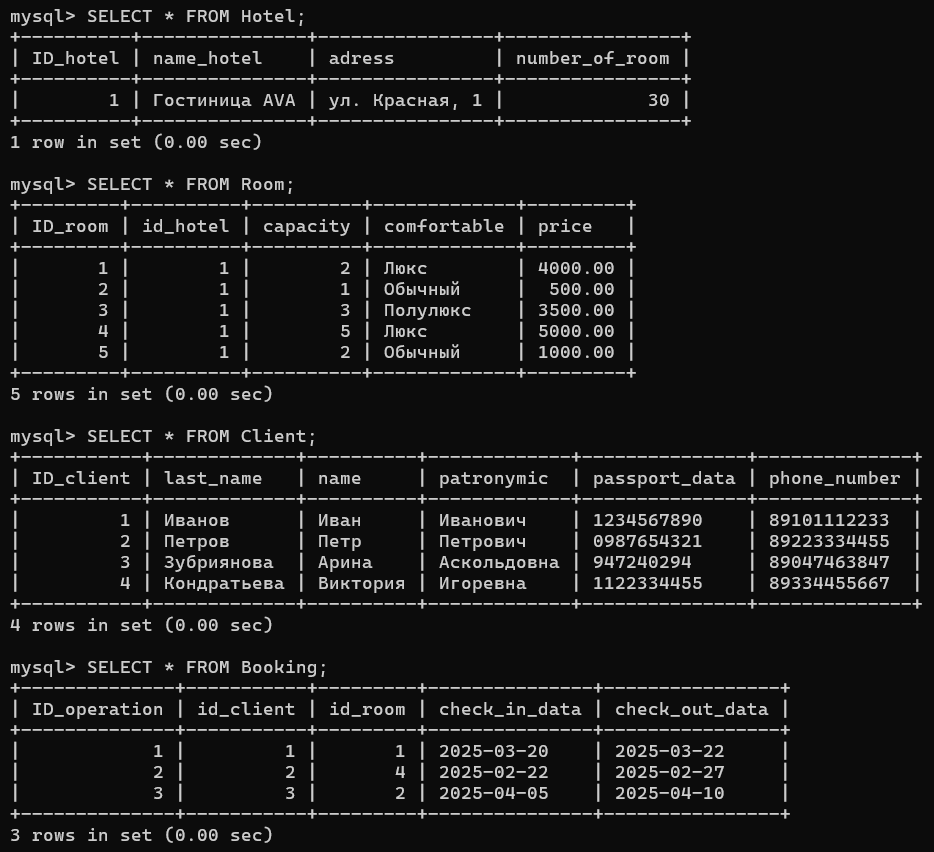 mysql> SELECT * FROM Hotel;
+----------+---------------+----------------+----------------+
| ID_hotel | name_hotel    | adress         | number_of_room |
+----------+---------------+----------------+----------------+
|        1 | Гостиница AVA | ул. Красная, 1 |             30 |
+----------+---------------+----------------+----------------+
1 row in set (0.00 sec)

mysql> SELECT * FROM Room;
+---------+----------+----------+-------------+---------+
| ID_room | id_hotel | capacity | comfortable | price   |
+---------+----------+----------+-------------+---------+
|       1 |        1 |        2 | Люкс        | 4000.00 |
|       2 |        1 |        1 | Обычный     |  500.00 |
|       3 |        1 |        3 | Полулюкс    | 3500.00 |
|       4 |        1 |        5 | Люкс        | 5000.00 |
|       5 |        1 |        2 | Обычный     | 1000.00 |
+---------+----------+----------+-------------+---------+
5 rows in set (0.00 sec)

mysql> SELECT * FROM Client;
+-----------+-------------+----------+-------------+---------------+--------------+
| ID_client | last_name   | name     | patronymic  | passport_data | phone_number |
+-----------+-------------+----------+-------------+---------------+--------------+
|         1 | Иванов      | Иван     | Иванович    | 1234567890    | 89101112233  |
|         2 | Петров      | Петр     | Петрович    | 0987654321    | 89223334455  |
|         3 | Зубриянова  | Арина    | Аскольдовна | 947240294     | 89047463847  |
|         4 | Кондратьева | Виктория | Игоревна    | 1122334455    | 89334455667  |
+-----------+-------------+----------+-------------+---------------+--------------+
4 rows in set (0.00 sec)

mysql> SELECT * FROM Booking;
+--------------+-----------+---------+---------------+----------------+
| ID_operation | id_client | id_room | check_in_data | check_out_data |
+--------------+-----------+---------+---------------+----------------+
|            1 |         1 |       1 | 2025-03-20    | 2025-03-22     |
|            2 |         2 |       4 | 2025-02-22    | 2025-02-27     |
|            3 |         3 |       2 | 2025-04-05    | 2025-04-10     |
+--------------+-----------+---------+---------------+----------------+
3 rows in set (0.00 sec)